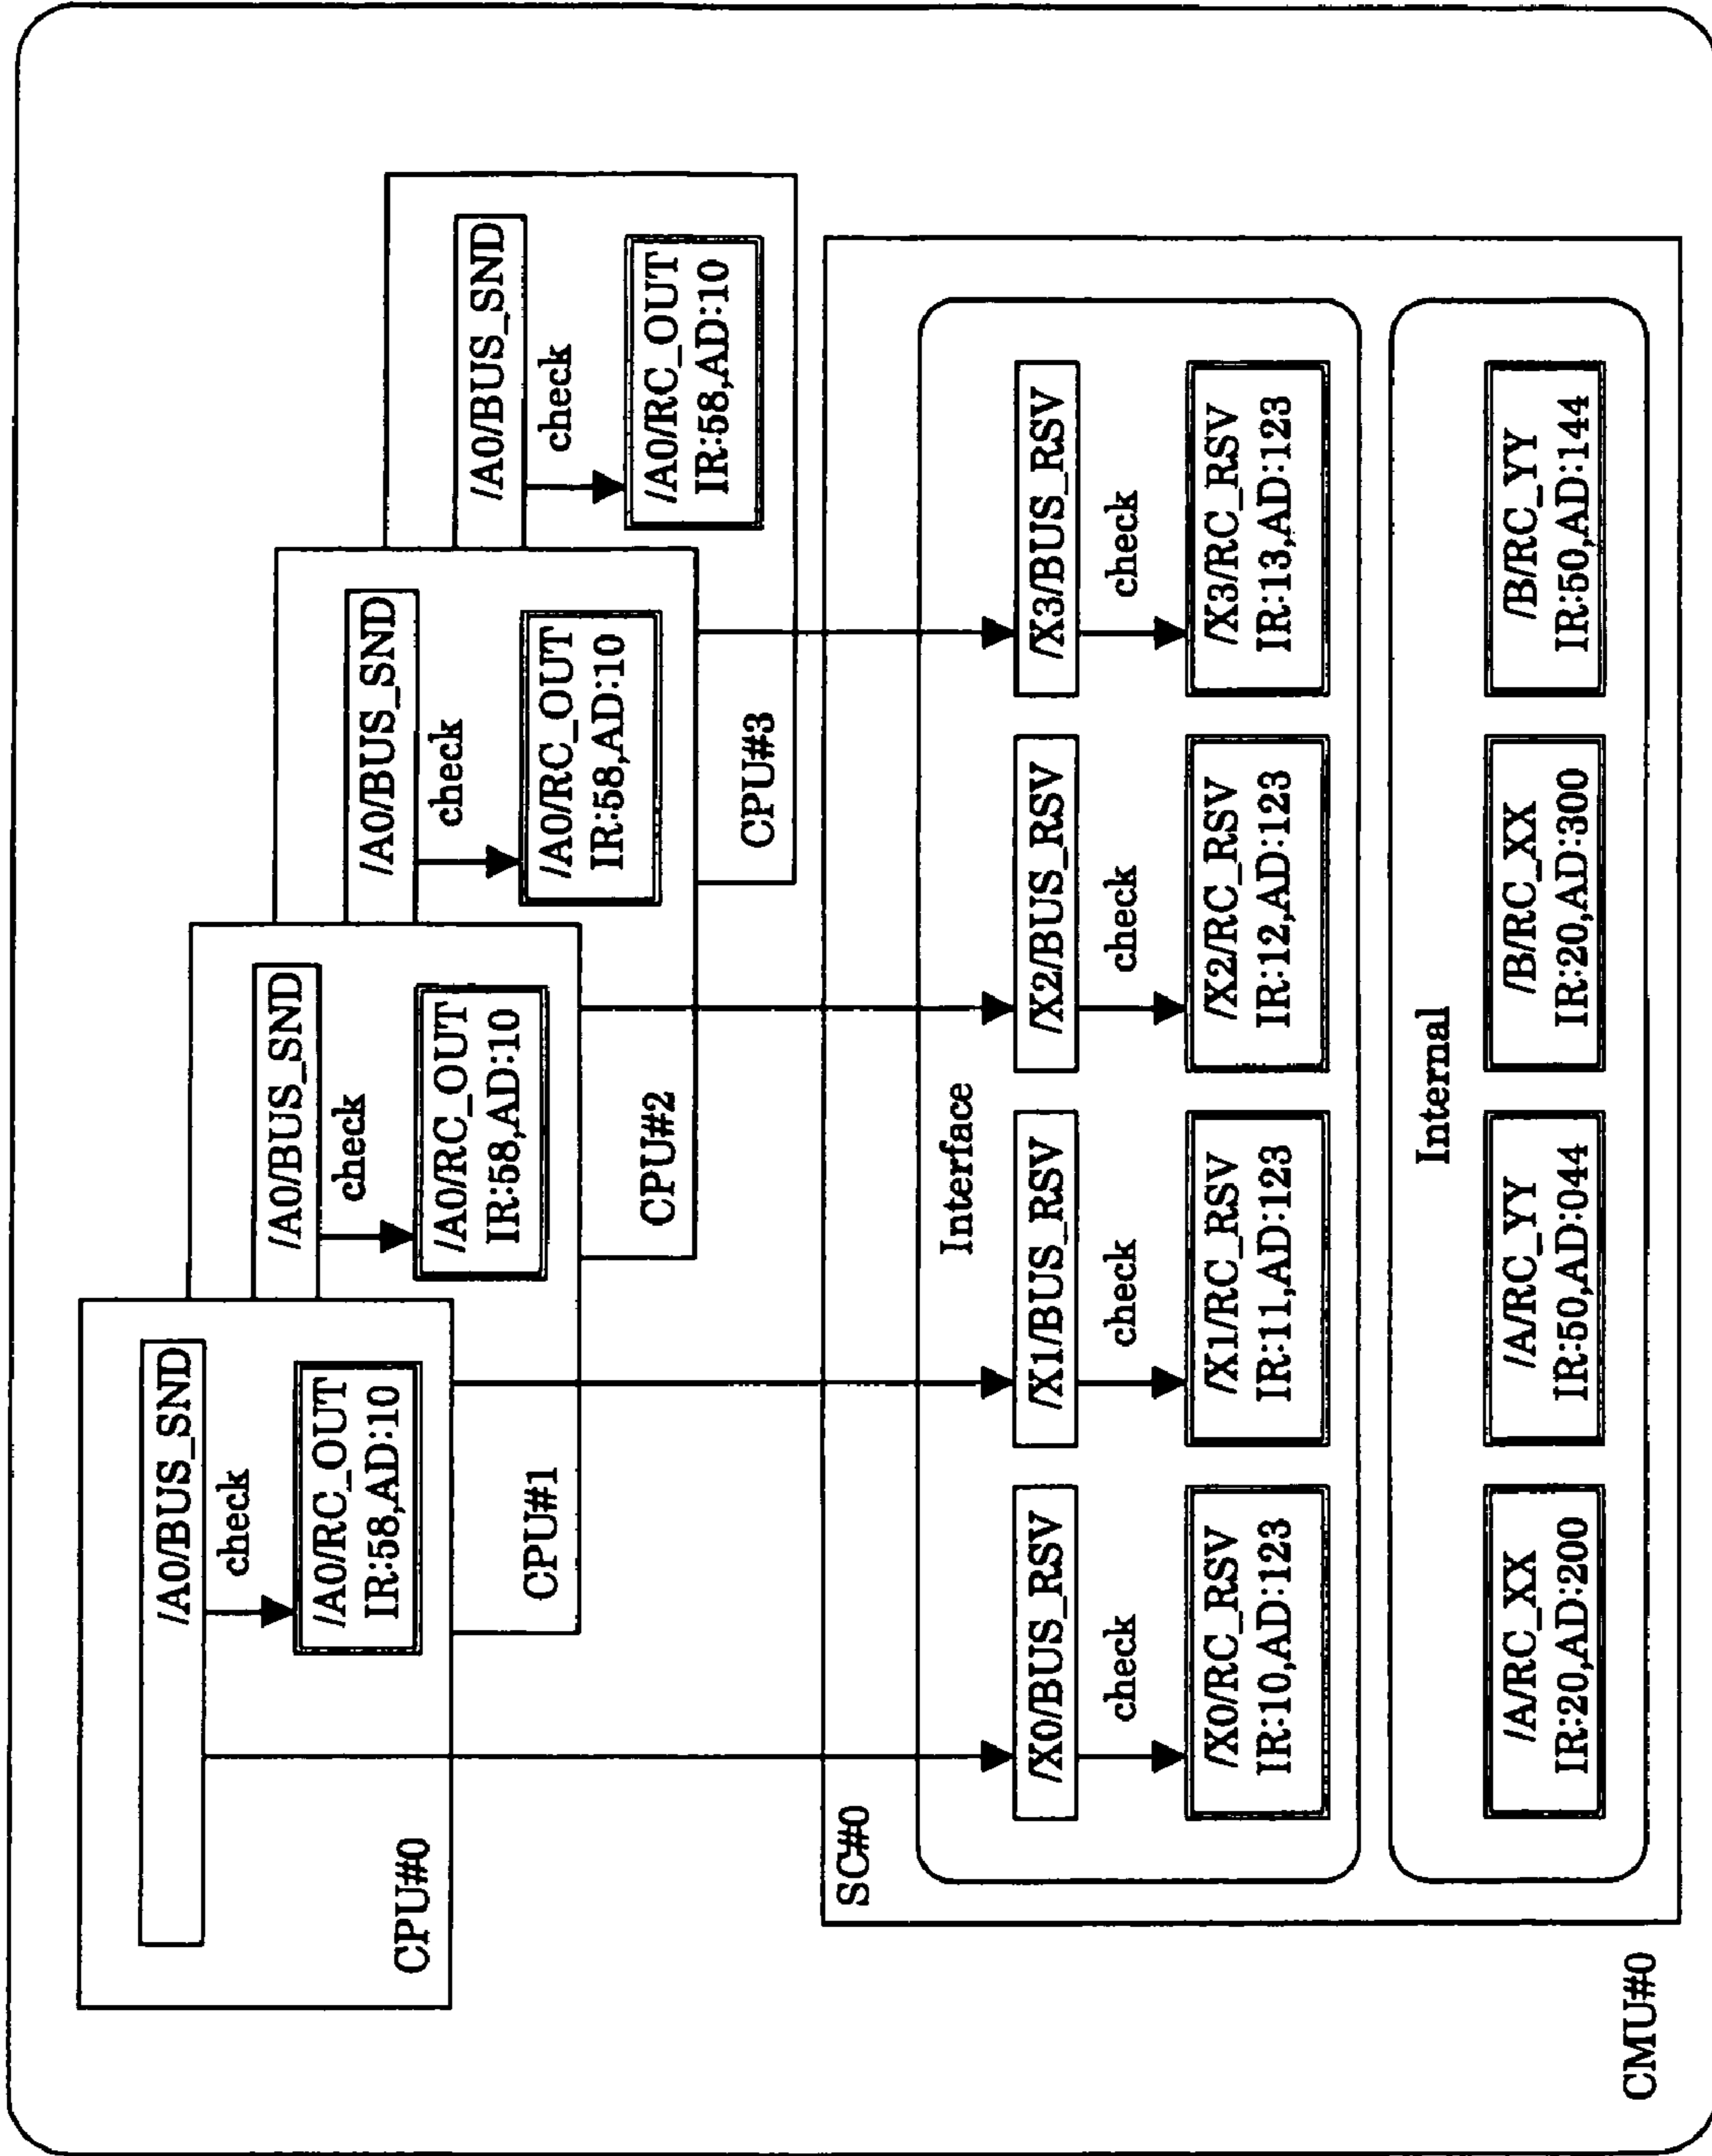 /A0/BUS_SND
check
/A0/RC_OUT
IR:58,AD:10
CPU#0
/A0/BUS_SND
check
/A0/RC_OUT
IR:58,AD:10
CPU#1
/A0/BUS_SND
check
/A0/RC_OUT
IR:58,AD:10
CPU#2
/A0/BUS_SND
check
/A0/RC_OUT
IR:58,AD:10
CPU#3
SC#0
Interface
/X0/BUS_RSV
check
/X0/RC_RSV
IR:10,AD:123
/X1/BUS_RSV
check
/X1/RC_RSV
IR:11,AD:123
/X2/BUS_RSV
check
/X2/RC_RSV
IR:12,AD:123
/X3/BUS_RSV
check
/X3/RC_RSV
IR:13,AD:123
Internal
/A/RC_XX
IR:20,AD:200
/A/RC_YY
IR:50,AD:044
/B/RC_XX
IR:20,AD:300
/B/RC_YY
IR:50,AD:144
CMU#0